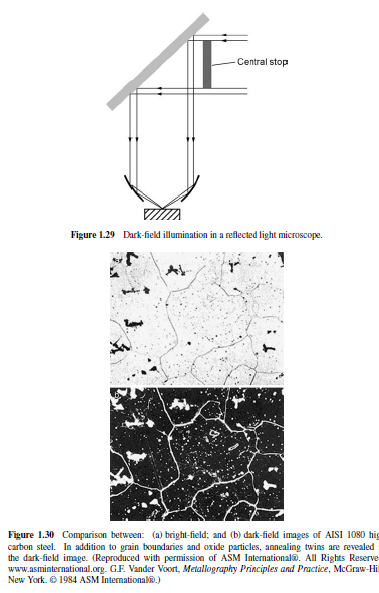 Central stop
Figure 1.29 Dark-field illumination in a reflected light microscope.
b
Figure 1.30 Comparison between: (a) bright-field; and (b) dark-field images of AISI 1080 hig
carbon steel. In addition to grain boundaries and oxide particles, annealing twins are revealed
the dark-field image. (Reproduced with permission of ASM International®. All Rights Reserve
www.asminternational.org. G.F. Vander Voort, Metallography Principles and Practice, McGraw-Hil
New York. © 1984 ASM International®.)